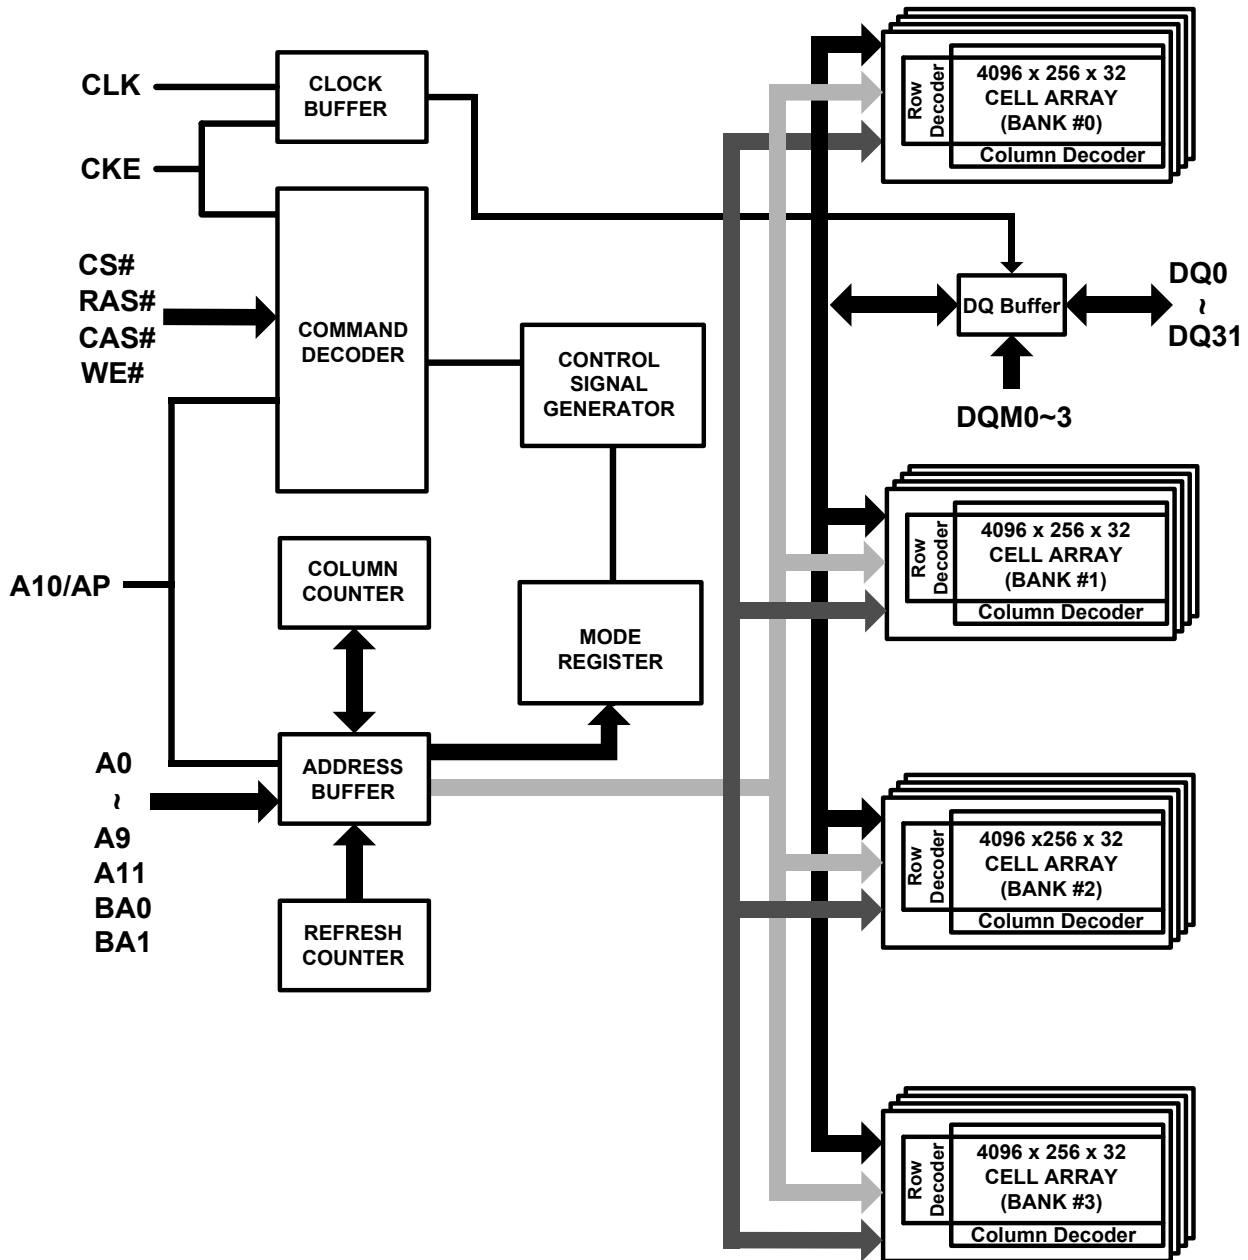 CLK
CKE
CLOCK
BUFFER
CS#
RAS#
CAS#
WE#
COMMAND
DECODER
CONTROL
SIGNAL
GENERATOR
A10/AP
COLUMN
COUNTER
MODE
REGISTER
A0
~
A9
A11
BA0
BA1
ADDRESS
BUFFER
REFRESH
COUNTER
Row
Decoder
4096 x 256 x 32
CELL ARRAY
(BANK #0)
Column Decoder
DQ Buffer
DQ0
~
DQ31
DQM0~3
Row
Decoder
4096 x 256 x 32
CELL ARRAY
(BANK #1)
Column Decoder
Row
Decoder
4096 x256 x 32
CELL ARRAY
(BANK #2)
Column Decoder
Row
Decoder
4096 x 256 x 32
CELL ARRAY
(BANK #3)
Column Decoder